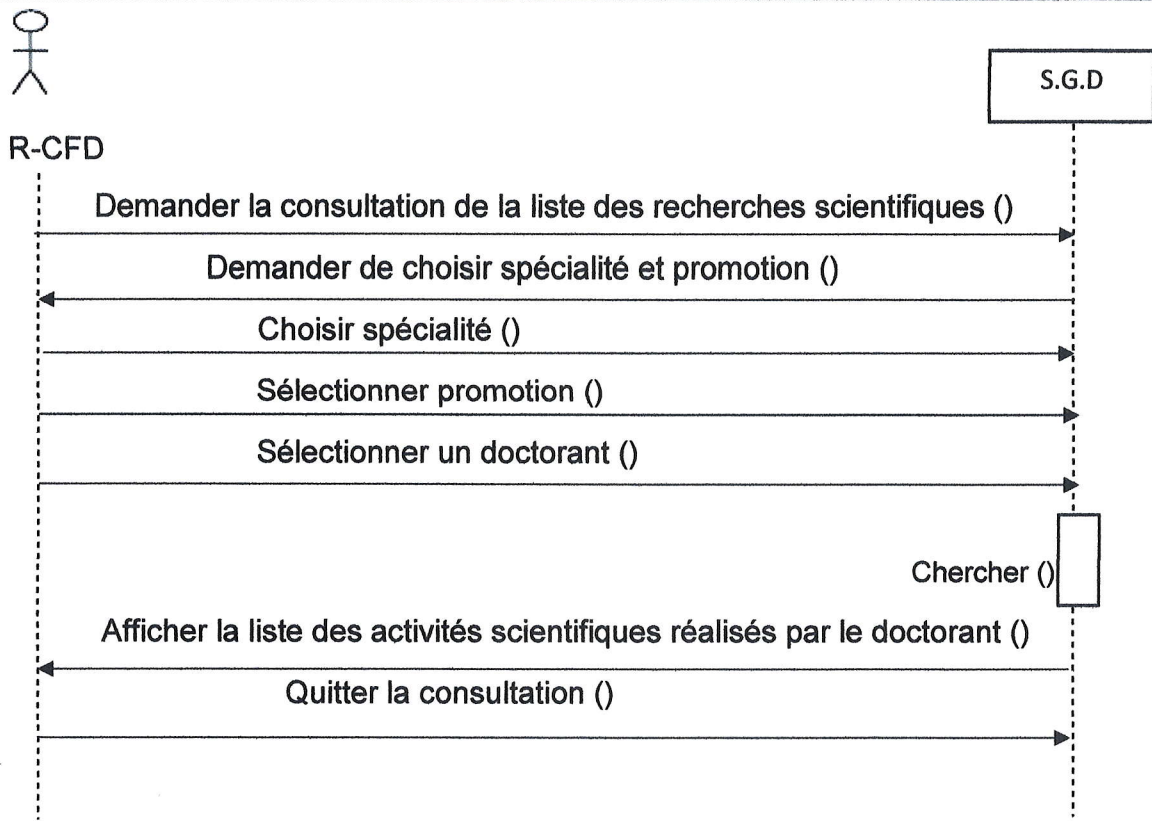 S.G.D
R-CFD
Demander la consultation de la liste des recherches scientifiques ()
Demander de choisir spécialité et promotion ()
Choisir spécialité ()
Sélectionner promotion ()
Sélectionner un doctorant ()
Chercher ()
Afficher la liste des activités scientifiques réalisés par le doctorant ()
Quitter la consultation ()